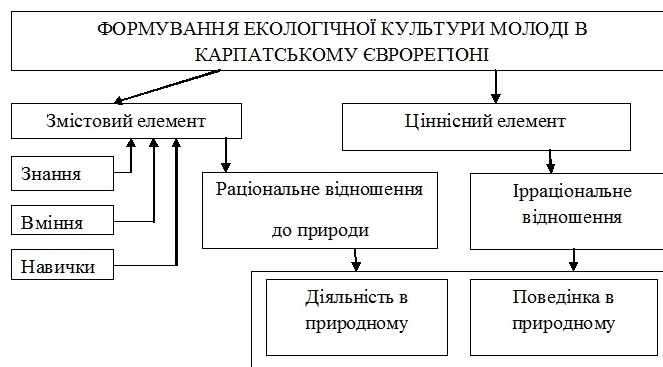 ФОРМУВАННЯ ЕКОЛОГІЧНОЇ КУЛЬТУРИ МОЛОДІ В
КАРПАТСЬКОМУ ЄВРОРЕГІОНІ
Змістовий елемент
Ціннісний елемент
Знання
Вміння
Навички
Раціональне відношення
до природи
Ірраціональне
відношення
Діяльність в
природному
Поведінка в
природному